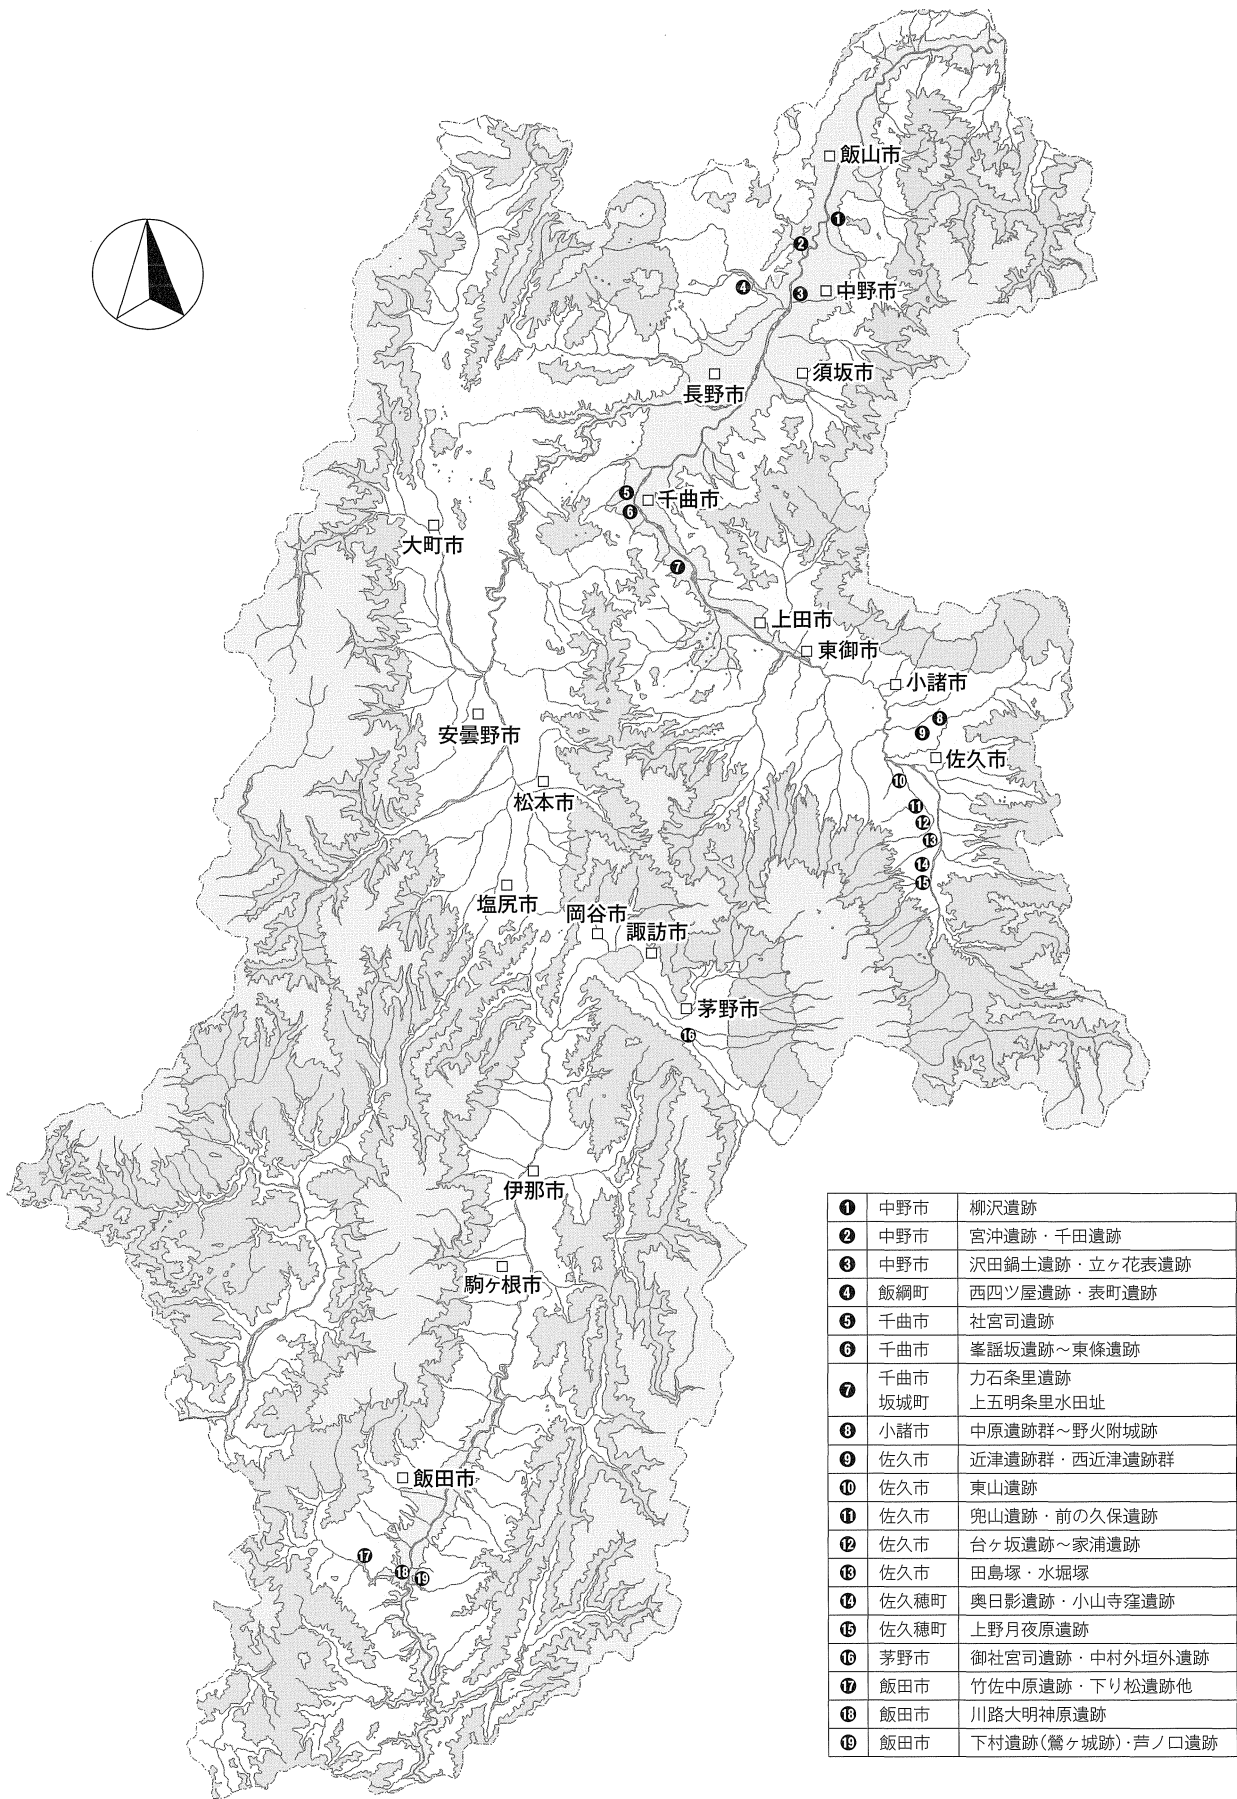 飯山市
❶
❷
❹
❸
中野市
長野市
須坂市
❺
千曲市
❻
大町市
❼
上田市
東御市
小諸市
❽
❾
安曇野市
佐久市
❿
松本市
⓫
⓬
⓭
⓮
⓯
塩尻市
岡谷市
諏訪市
茅野市
⓰
伊那市
駒ヶ根市
飯田市
⓱
⓲
⓳
❶ 中野市 柳沢遺跡
❷ 中野市 宮沖遺跡・千田遺跡
❸ 中野市 沢田鍋土遺跡・立ヶ花表遺跡
❹ 飯綱町 西四ツ屋遺跡・表町遺跡
❺ 千曲市 社宮司遺跡
❻ 千曲市 峯謡坂遺跡～東條遺跡
❼ 千曲市 力石条里遺跡
坂城町 上五明条里水田址
❽ 小諸市 中原遺跡群～野火附城跡
❾ 佐久市 近津遺跡群・西近津遺跡群
❿ 佐久市 東山遺跡
⓫ 佐久市 兜山遺跡・前の久保遺跡
⓬ 佐久市 台ヶ坂遺跡～家浦遺跡
⓭ 佐久市 田島塚・水堀塚
⓮ 佐久穂町 奥日影遺跡・小山寺窪遺跡
⓯ 佐久穂町 上野月夜原遺跡
⓰ 茅野市 御社宮司遺跡・中村外垣外遺跡
⓱ 飯田市 竹佐中原遺跡・下り松遺跡他
⓲ 飯田市 川路大明神原遺跡
⓳ 飯田市 下村遺跡(鶯ヶ城跡)・芦ノ口遺跡